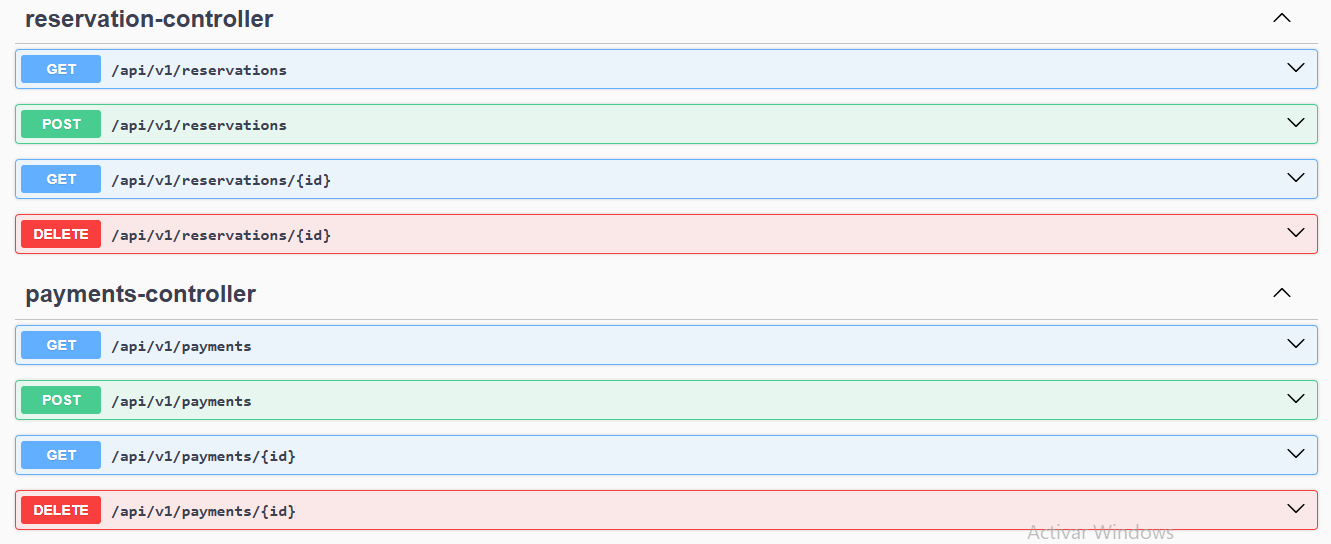 reservation-controller
GET /api/v1/reservations
POST /api/v1/reservations
GET /api/v1/reservations/{id}
DELETE /api/v1/reservations/{id}
payments-controller
GET /api/v1/payments
POST /api/v1/payments
GET /api/v1/payments/{id}
DELETE /api/v1/payments/{id}
Activar Windows